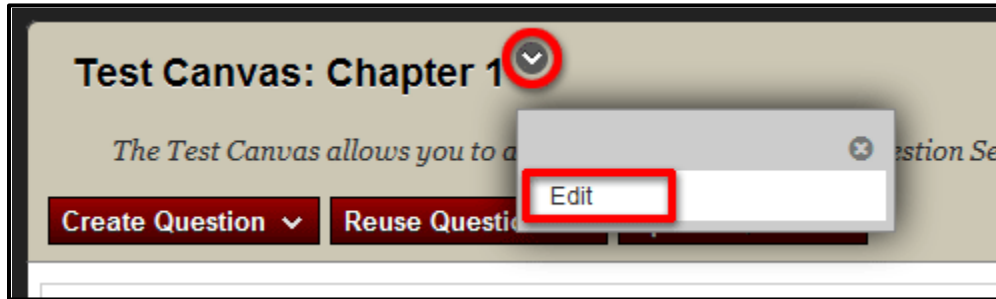 Test Canvas: Chapter 1
The Test Canvas allows you to a estion Se
Edit
Create Question Reuse Questi